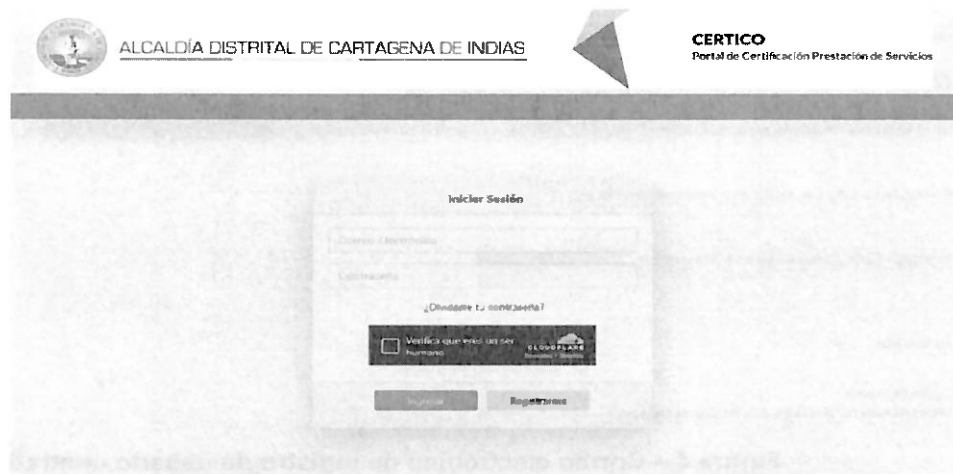 ALCALDÍA DISTRITAL DE CARTAGENA DE INDIAS
CERTICO
Portal de Certificación Prestación de Servicios
Iniciar Sesión
Correo Electrónico
Contraseña
¿Olvidaste tu contraseña?
Verifica que eres un ser
humano
CLOUDFLARE
Ingresar
Registrarme